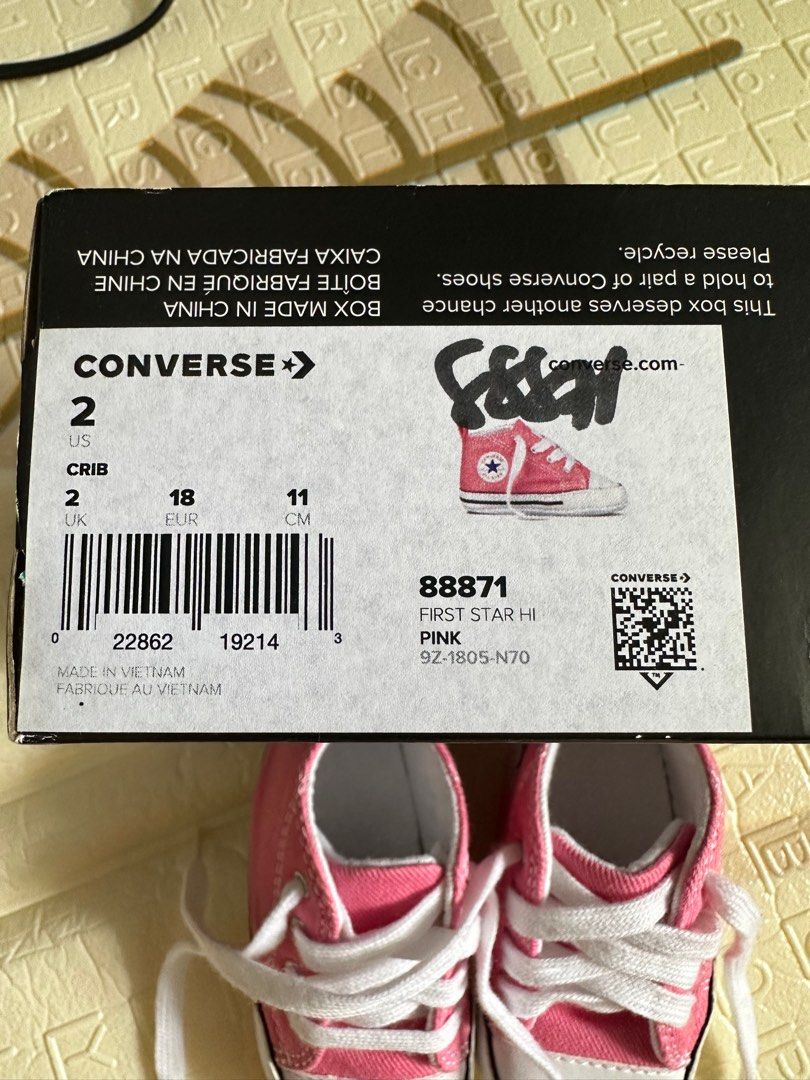 BOX MADE IN CHINA
BOÎTE FABRIQUÉ EN CHINE
CAIXA FABRICADA NA CHINA
This box deserves another chance
to hold a pair of Converse shoes.
Please recycle.
CONVERSE
converse.com
88871
2
US
CRIB
2 18 11
UK EUR CM
0 22862 19214 3
MADE IN VIETNAM
FABRIQUE AU VIETNAM
88871
FIRST STAR HI
PINK
9Z-1805-N70
CONVERSE
TM